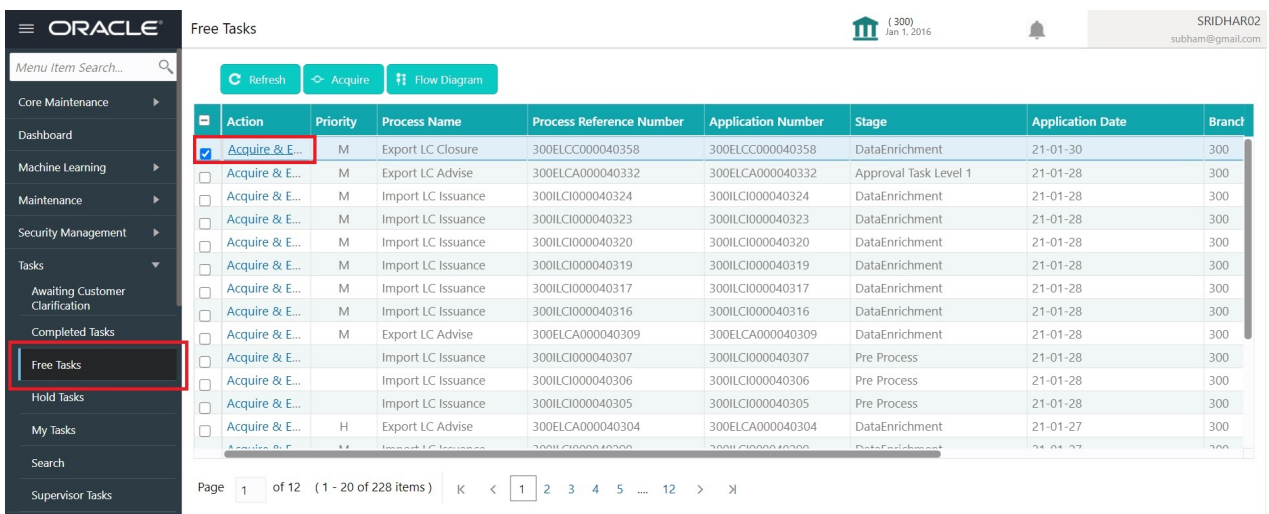 ORACLE®
Free Tasks
(300)
Jan 1, 2016
SRIDHAR02
subham@gmail.com
Menu Item Search...
Core Maintenance
Dashboard
Machine Learning
Maintenance
Security Management
Tasks
Awaiting Customer
Clarification
Completed Tasks
Free Tasks
Hold Tasks
My Tasks
Search
Supervisor Tasks
Refresh Acquire Flow Diagram
Action Priority Process Name Process Reference Number Application Number Stage Application Date Branch
Acquire & E... M Export LC Closure 300ELCC000040358 300ELCC000040358 DataEnrichment 21-01-30 300
Acquire & E... M Export LC Advise 300ELCA000040332 300ELCA000040332 Approval Task Level 1 21-01-28 300
Acquire & E... M Import LC Issuance 300ILCI000040324 300ILCI000040324 DataEnrichment 21-01-28 300
Acquire & E... M Import LC Issuance 300ILCI000040323 300ILCI000040323 DataEnrichment 21-01-28 300
Acquire & E... M Import LC Issuance 300ILCI000040320 300ILCI000040320 DataEnrichment 21-01-28 300
Acquire & E... M Import LC Issuance 300ILCI000040319 300ILCI000040319 DataEnrichment 21-01-28 300
Acquire & E... M Import LC Issuance 300ILCI000040317 300ILCI000040317 DataEnrichment 21-01-28 300
Acquire & E... M Import LC Issuance 300ILCI000040316 300ILCI000040316 DataEnrichment 21-01-28 300
Acquire & E... M Export LC Advise 300ELCA000040309 300ELCA000040309 DataEnrichment 21-01-28 300
Acquire & E... Import LC Issuance 300ILCI000040307 300ILCI000040307 Pre Process 21-01-28 300
Acquire & E... Import LC Issuance 300ILCI000040306 300ILCI000040306 Pre Process 21-01-28 300
Acquire & E... Import LC Issuance 300ILCI000040305 300ILCI000040305 Pre Process 21-01-28 300
Acquire & E... H Export LC Advise 300ELCA000040304 300ELCA000040304 DataEnrichment 21-01-27 300
Page 1 of 12 (1 - 20 of 228 items) K < 1 2 3 4 5 .... 12 >